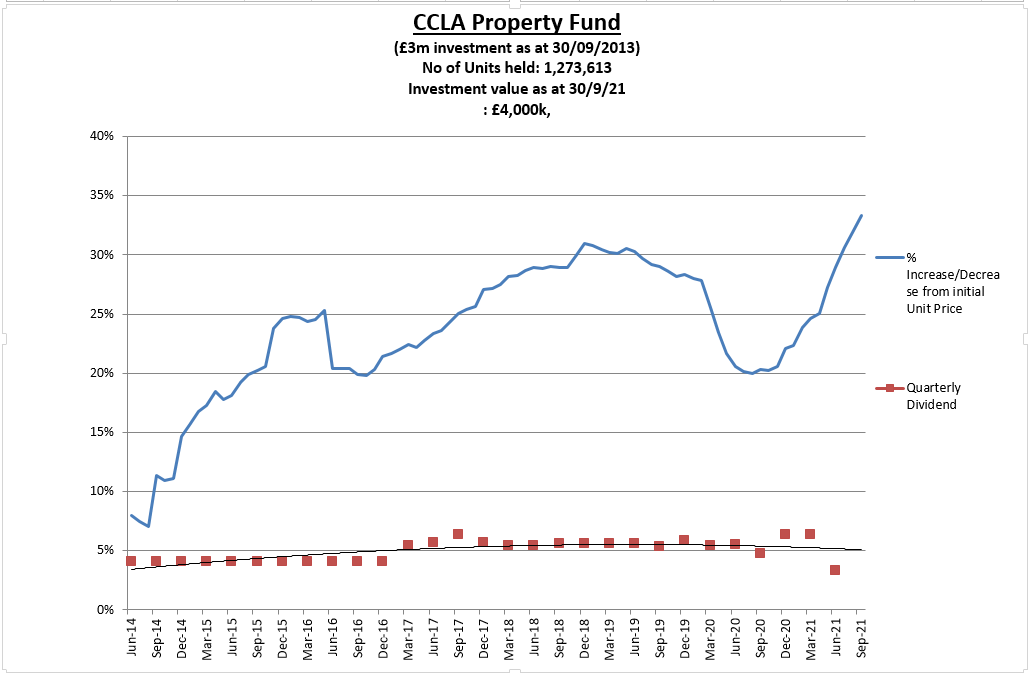 CCLA Property Fund
(£3m investment as at 30/09/2013)
No of Units held: 1,273,613
Investment value as at 30/9/21
: £4,000k,
40%
35%
30%
25%
20%
15%
10%
5%
0%
Jun-14
Sep-14
Dec-14
Mar-15
Jun-15
Sep-15
Dec-15
Mar-16
Jun-16
Sep-16
Dec-16
Mar-17
Jun-17
Sep-17
Dec-17
Mar-18
Jun-18
Sep-18
Dec-18
Mar-19
Jun-19
Sep-19
Dec-19
Mar-20
Jun-20
Sep-20
Dec-20
Mar-21
Jun-21
Sep-21
%
Increase/Decrea
se from initial
Unit Price
Quarterly
Dividend